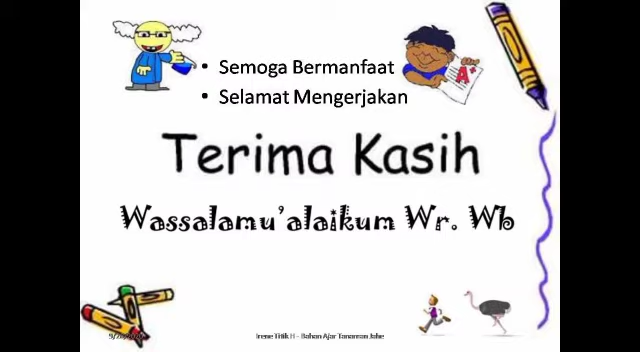 • Semoga Bermanfaat
• Selamat Mengerjakan
A+
Terima Kasih
Wassalamu'alaikum Wr. Wb
Irene Titik H - Bahan Ajar Tanaman Jahe